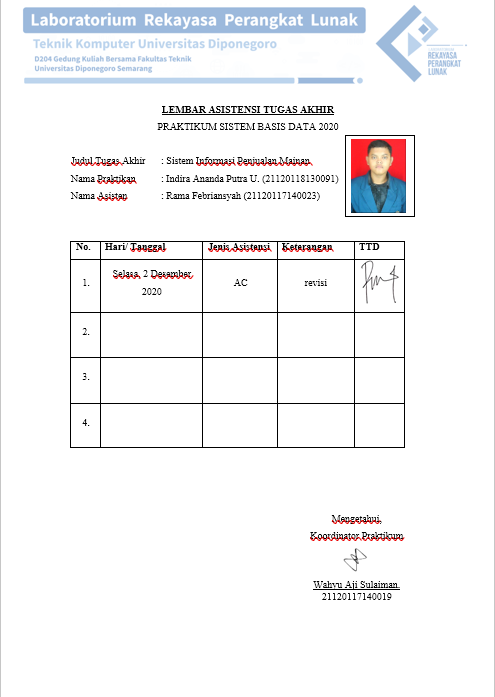 Laboratorium Rekayasa Perangkat Lunak
Teknik Komputer Universitas Diponegoro
D204 Gedung Kuliah Bersama Fakultas Teknik
Universitas Diponegoro Semarang
REKAYASA
PERANGKAT
LUNAK
LEMBAR ASISTENSI TUGAS AKHIR
PRAKTIKUM SISTEM BASIS DATA 2020
Judul Tugas Akhir : Sistem Informasi Penjualan Mainan
Nama Praktikan : Indira Ananda Putra U. (21120118130091)
Nama Asisten : Rama Febriansyah (21120117140023)
No. Hari/ Tanggal Jenis Asistensi Keterangan TTD
1. Selasa, 2 Desember 2020 AC revisi
2.
3.
4.
Mengetahui,
Koordinator Praktikum
Wahyu Aji Sulaiman.
21120117140019